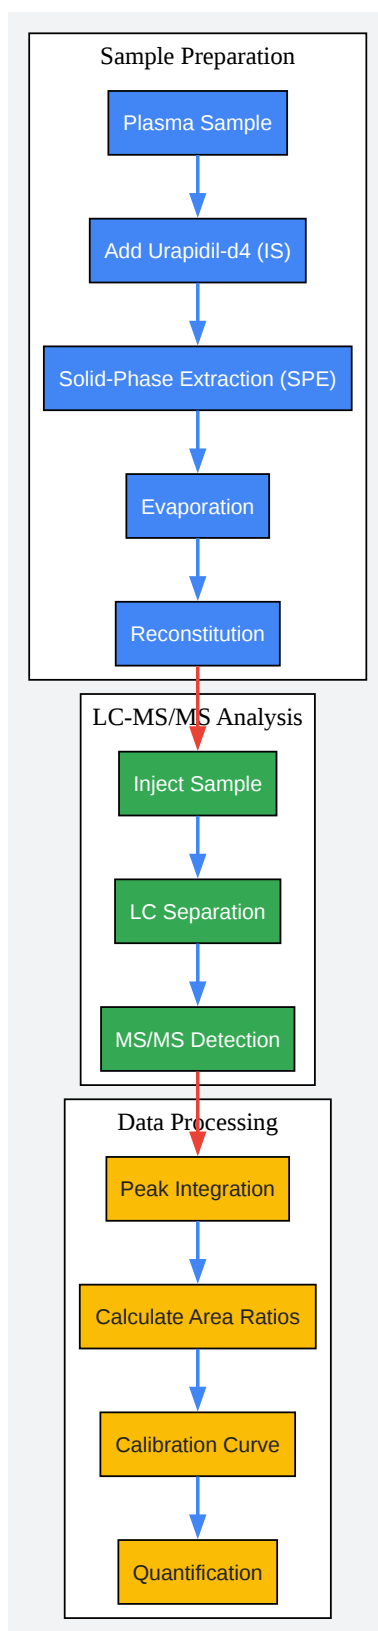 Sample Preparation
Plasma Sample
Add Urapidil-d4 (IS)
Solid-Phase Extraction (SPE)
Evaporation
Reconstitution
LC-MS/MS Analysis
Inject Sample
LC Separation
MS/MS Detection
Data Processing
Peak Integration
Calculate Area Ratios
Calibration Curve
Quantification